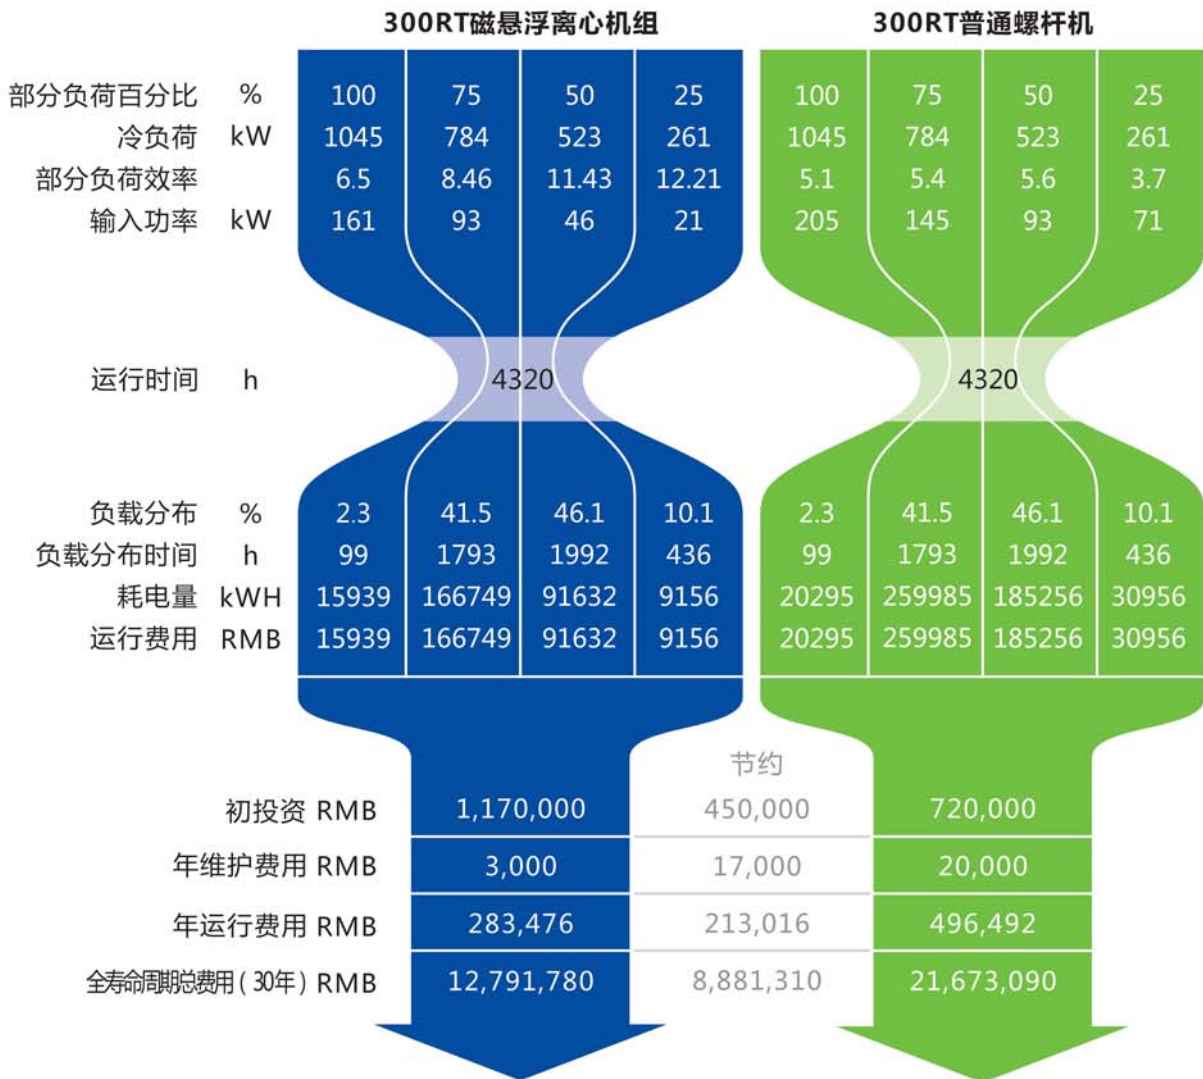 300RT磁悬浮离心机组 300RT普通螺杆机
部分负荷百分比 % 100 75 50 25 100 75 50 25
冷负荷 kW 1045 784 523 261 1045 784 523 261
部分负荷效率 6.5 8.46 11.43 12.21 5.1 5.4 5.6 3.7
输入功率 kW 161 93 46 21 205 145 93 71
运行时间 h 4320 4320
负载分布 % 2.3 41.5 46.1 10.1 2.3 41.5 46.1 10.1
负载分布时间 h 99 1793 1992 436 99 1793 1992 436
耗电量 kWH 15939 166749 91632 9156 20295 259985 185256 30956
运行费用 RMB 15939 166749 91632 9156 20295 259985 185256 30956
节约
初投资 RMB 1,170,000 450,000 720,000
年维护费用 RMB 3,000 17,000 20,000
年运行费用 RMB 283,476 213,016 496,492
全寿命周期总费用(30年) RMB 12,791,780 8,881,310 21,673,090